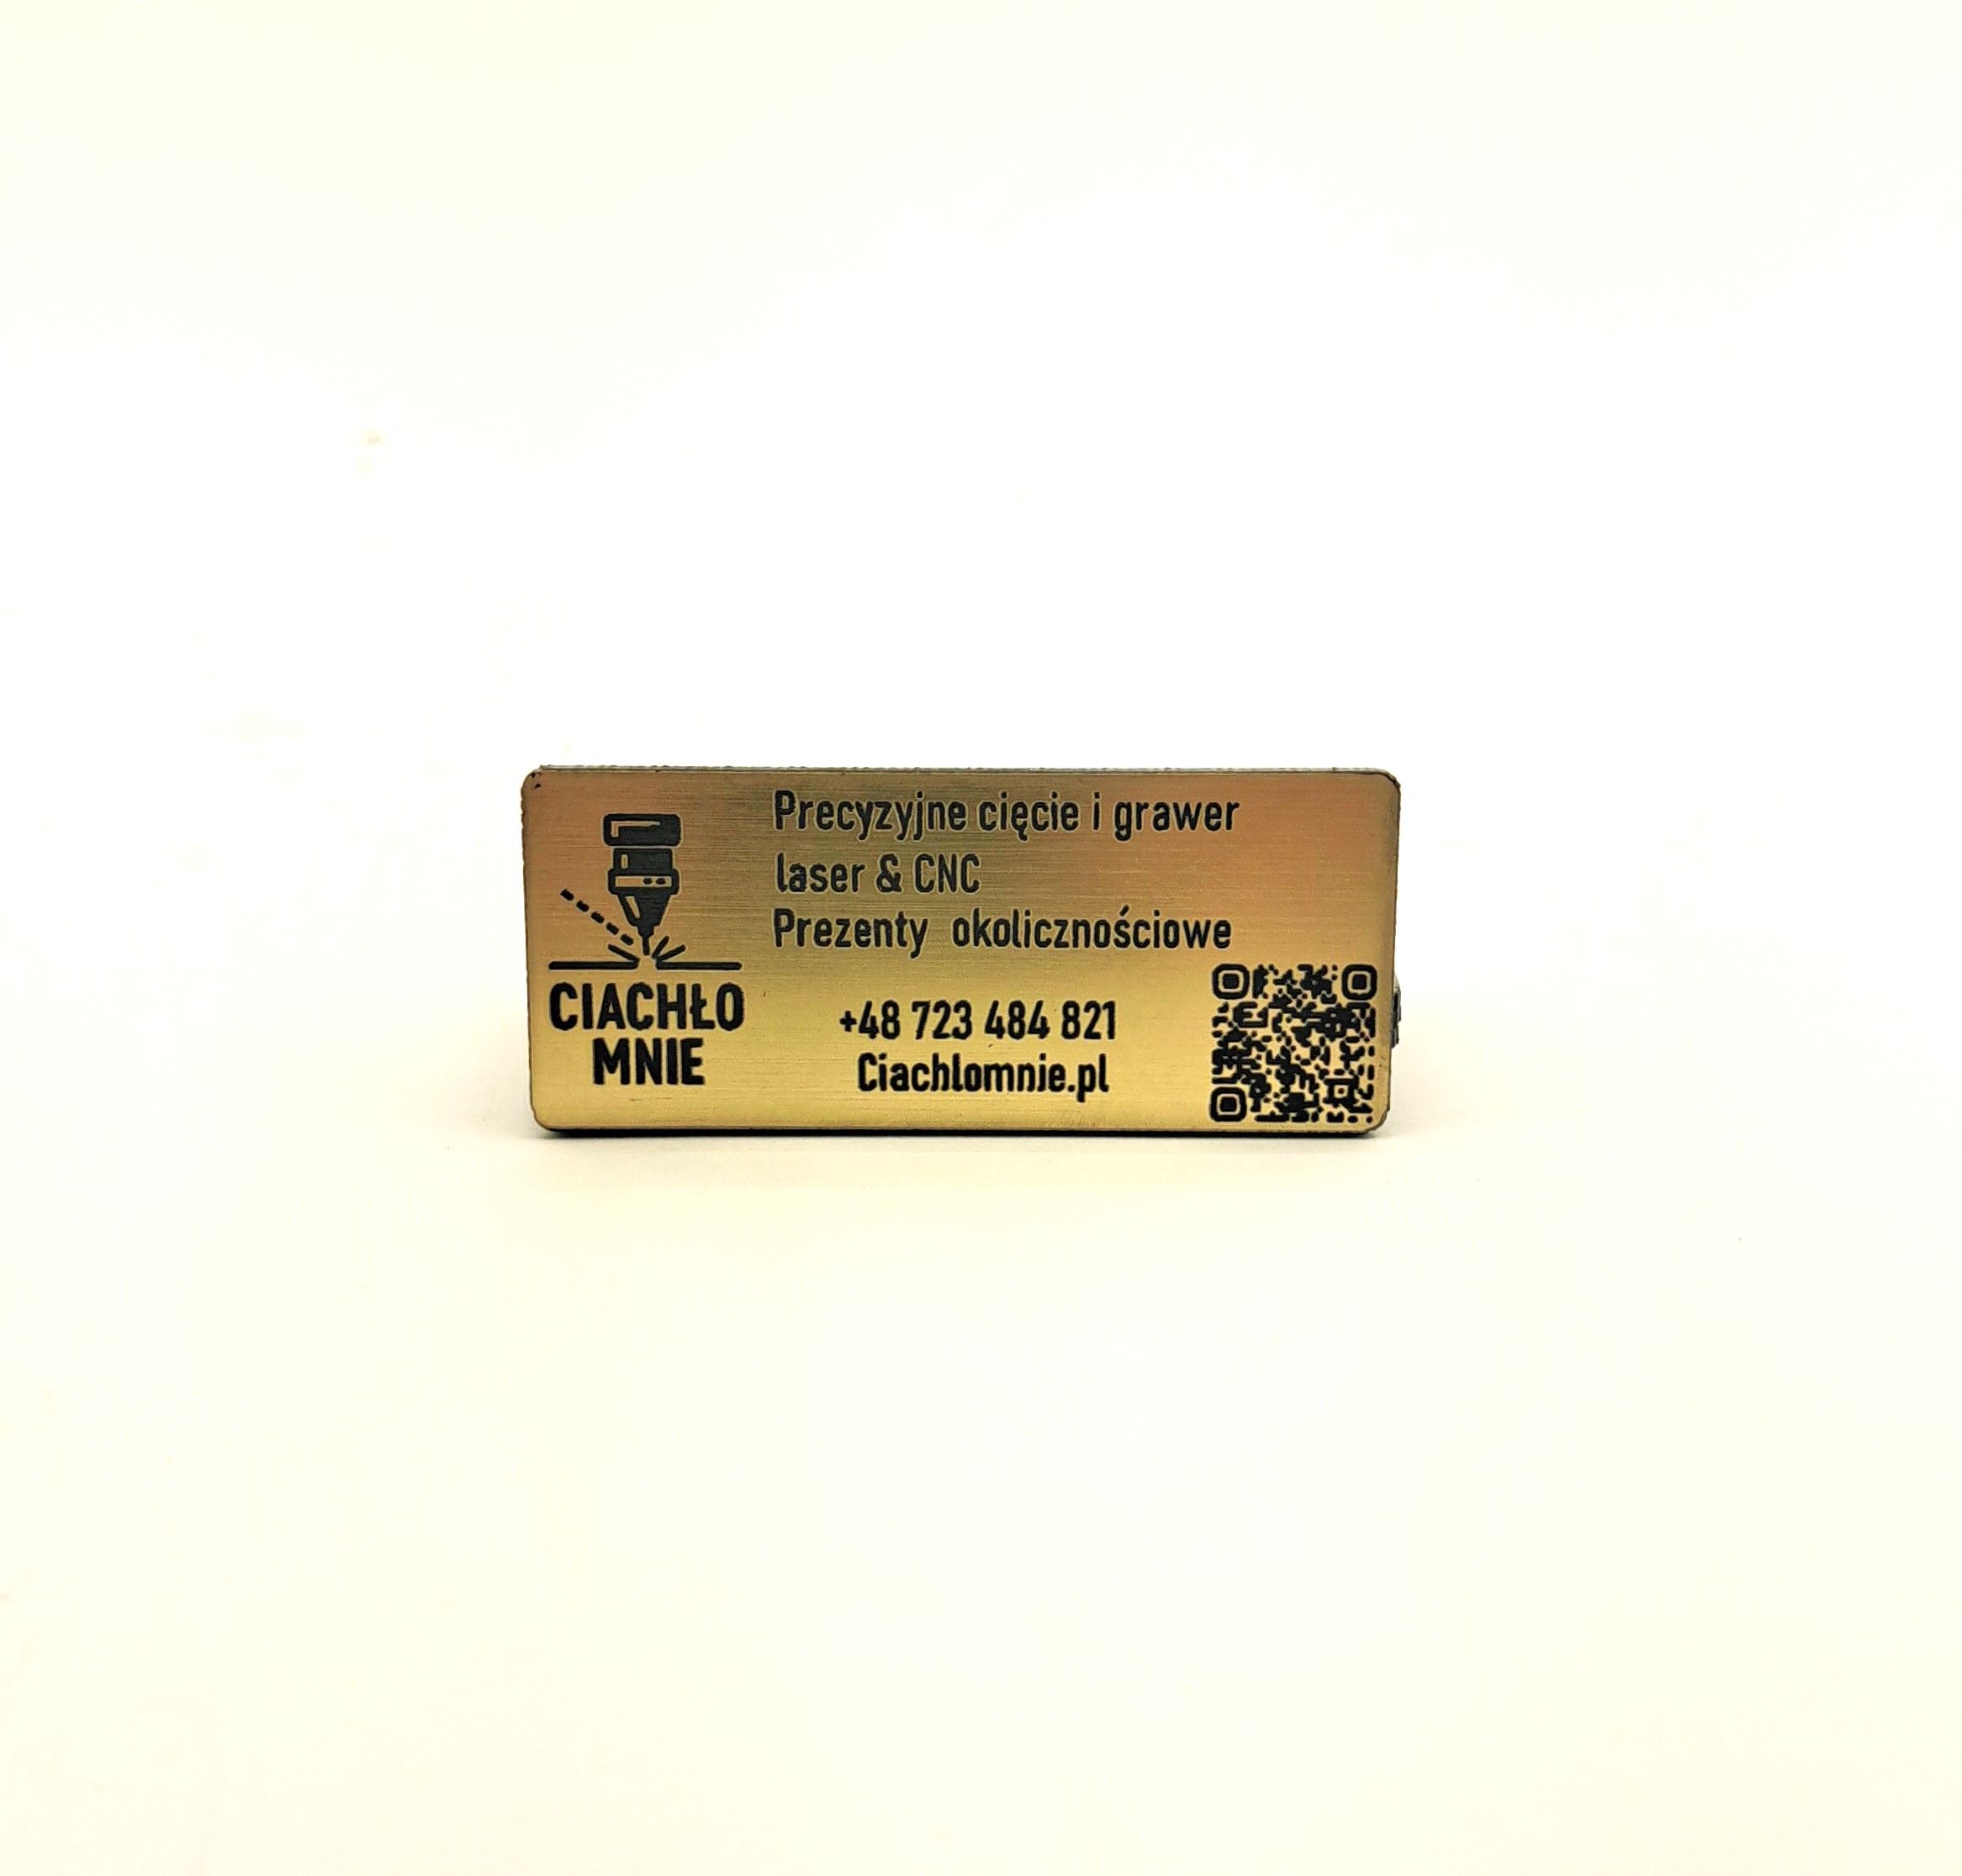 Precyzyjne cięcie i grawer
laser & CNC
Prezenty okolicznościowe
CIACHŁO
MNIE
+48 723 484 821
Ciachlomnie.pl